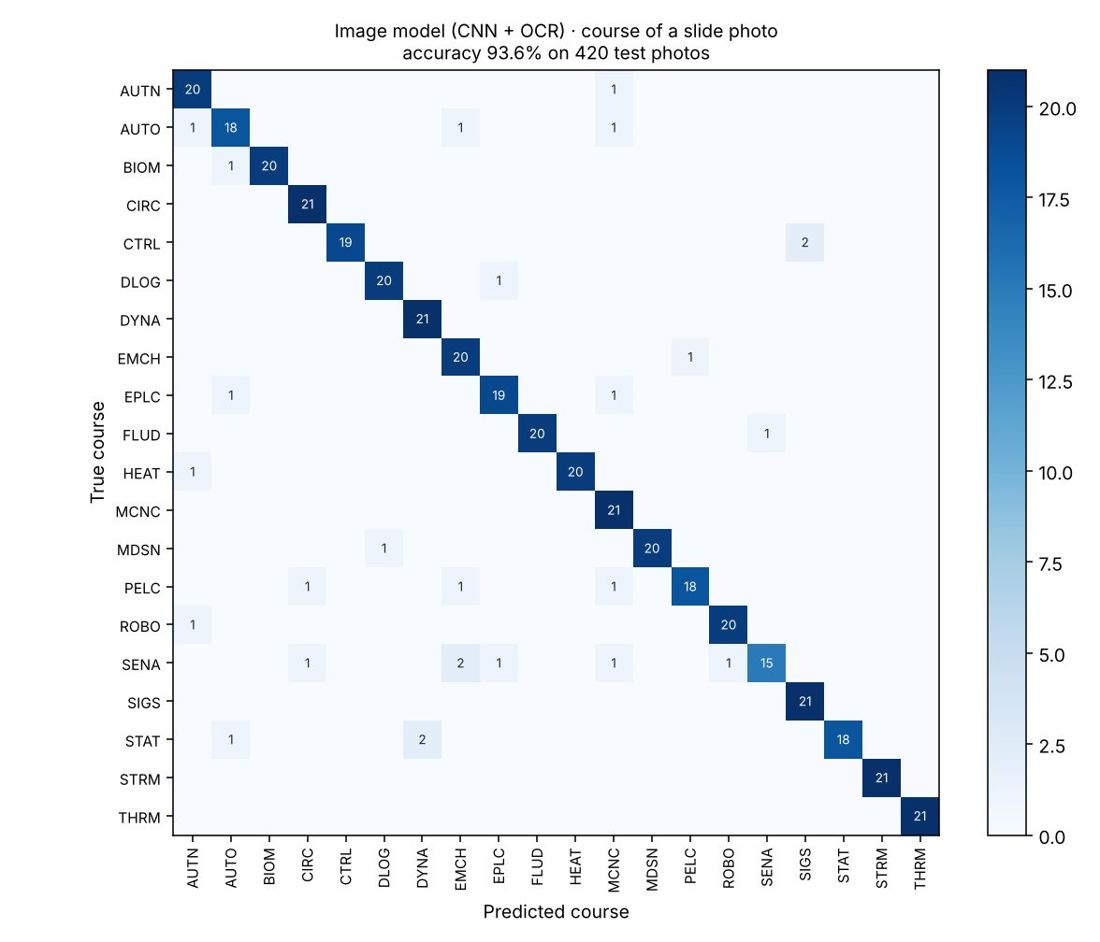 Image model (CNN + OCR) · course of a slide photo
accuracy 93.6% on 420 test photos
AUTN 20 1
AUTO 1 18 1 1
BIOM 1 20
CIRC 21
CTRL 19 2
DLOG 20 1
DYNA 21
EMCH 20 1
EPLC 1 19 1
FLUD 20 1
HEAT 1 20
MCNC 21
MDSN 1 20
PELC 1 1 1 18
ROBO 1 20
SENA 1 2 1 1 1 15
SIGS 21
STAT 1 2 18
STRM 21
THRM 21
True course
AUTN AUTO BIOM CIRC CTRL DLOG DYNA EMCH EPLC FLUD HEAT MCNC MDSN PELC ROBO SENA SIGS STAT STRM THRM
Predicted course
20.0
17.5
15.0
12.5
10.0
7.5
5.0
2.5
0.0